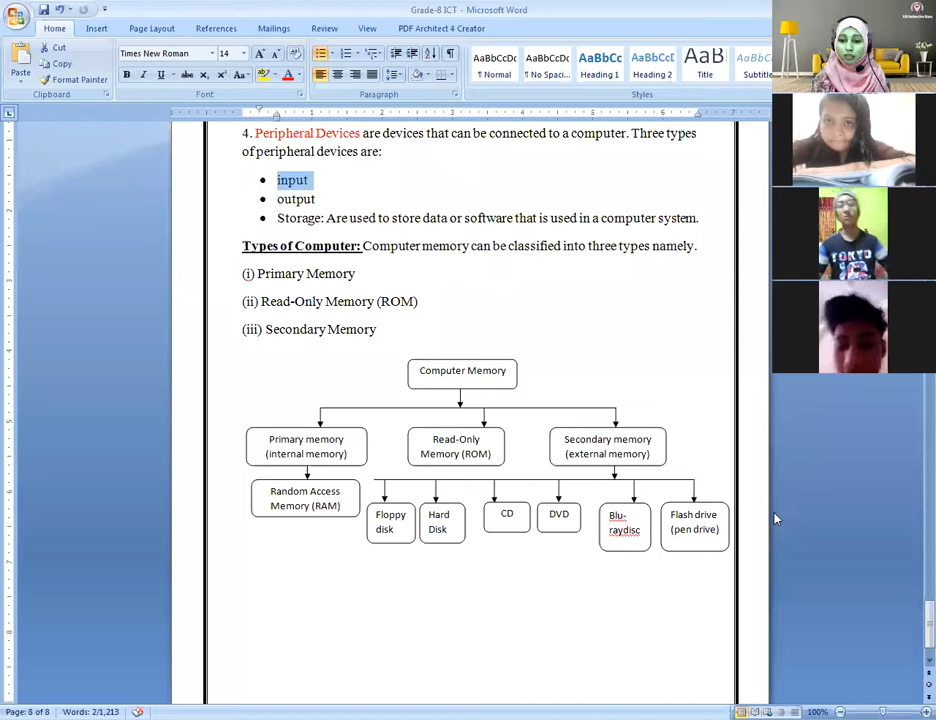 Grade-8 ICT - Microsoft Word
Home Insert Page Layout References Mailings Review View PDF Architect 4 Creator
Paste
Cut
Copy
Format Painter
Clipboard
Times New Roman 14
Font
Paragraph
AaBbCcDc AaBbCcDc AaBbC AaBbCc AaB
¶ Normal ¶ No Spaci... Heading 1 Heading 2 Title Subtitle
Styles
4. Peripheral Devices are devices that can be connected to a computer. Three types
of peripheral devices are:
• input
• output
• Storage: Are used to store data or software that is used in a computer system.
Types of Computer: Computer memory can be classified into three types namely.
(i) Primary Memory
(ii) Read-Only Memory (ROM)
(iii) Secondary Memory
Computer Memory
Primary memory
(internal memory)
Read-Only
Memory (ROM)
Secondary memory
(external memory)
Random Access
Memory (RAM)
Floppy
disk
Hard
Disk
CD
DVD
Blu-
raydisc
Flash drive
(pen drive)
TOKYO
Page: 8 of 8 Words: 2/1,213 100%